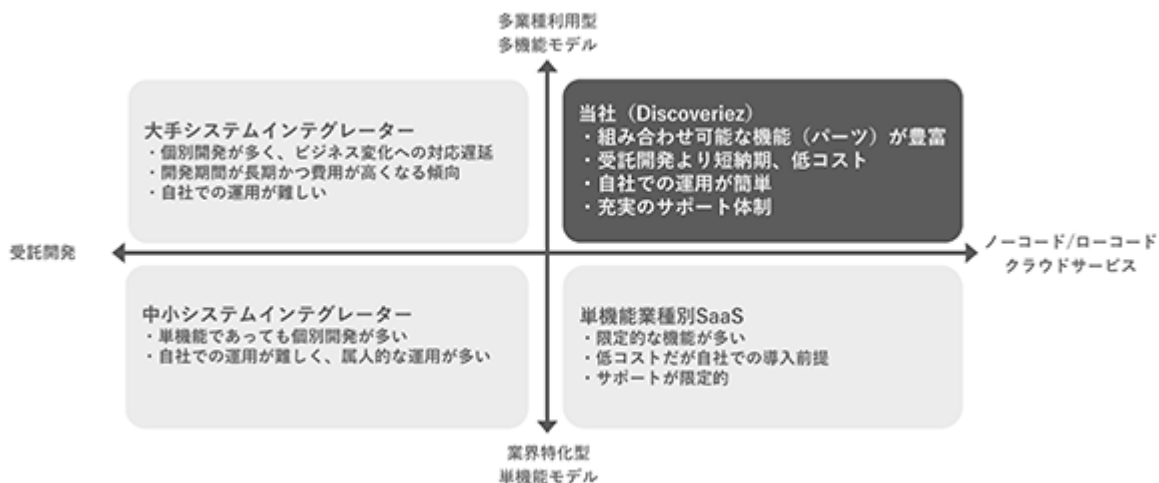 多業種利用型
多機能モデル
大手システムインテグレーター
・個別開発が多く、ビジネス変化への対応遅延
・開発期間が長期かつ費用が高くなる傾向
・自社での運用が難しい
当社（Discoveriez）
・組み合わせ可能な機能（パーツ）が豊富
・受託開発より短納期、低コスト
・自社での運用が簡単
・充実のサポート体制
受託開発
ノーコード/ローコード
クラウドサービス
中小システムインテグレーター
・単機能であっても個別開発が多い
・自社での運用が難しく、属人的な運用が多い
単機能業種別SaaS
・限定的な機能が多い
・低コストだが自社での導入前提
・サポートが限定的
業界特化型
単機能モデル